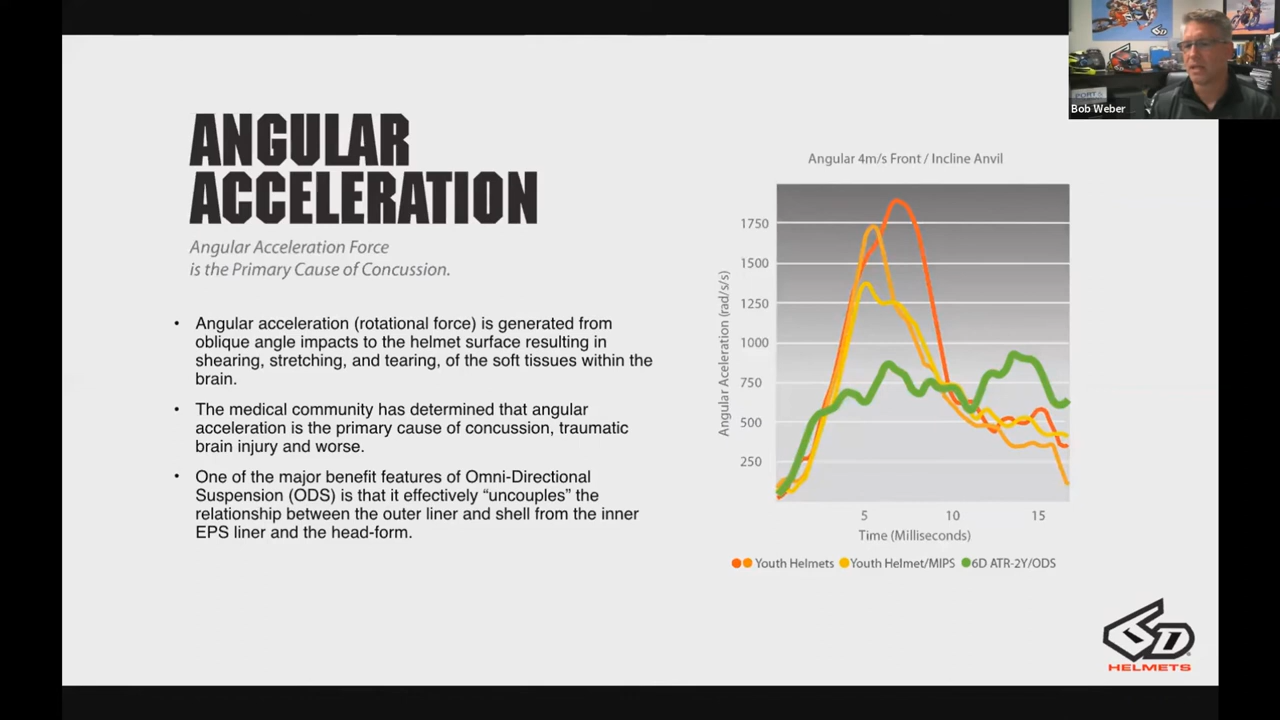 Bob Weber
PORT
6D
ANGULAR
ACCELERATION
Angular Acceleration Force
is the Primary Cause of Concussion.
• Angular acceleration (rotational force) is generated from
oblique angle impacts to the helmet surface resulting in
shearing, stretching, and tearing, of the soft tissues within the
brain.
• The medical community has determined that angular
acceleration is the primary cause of concussion, traumatic
brain injury and worse.
• One of the major benefit features of Omni-Directional
Suspension (ODS) is that it effectively “uncouples” the
relationship between the outer liner and shell from the inner
EPS liner and the head-form.
Angular 4m/s Front / Incline Anvil
Angular Aceleration (rad/s/s)
1750
1500
1250
1000
750
500
250
5 10 15
Time (Milliseconds)
Youth Helmets Youth Helmet/MIPS 6D ATR-2Y/ODS
6D
HELMETS